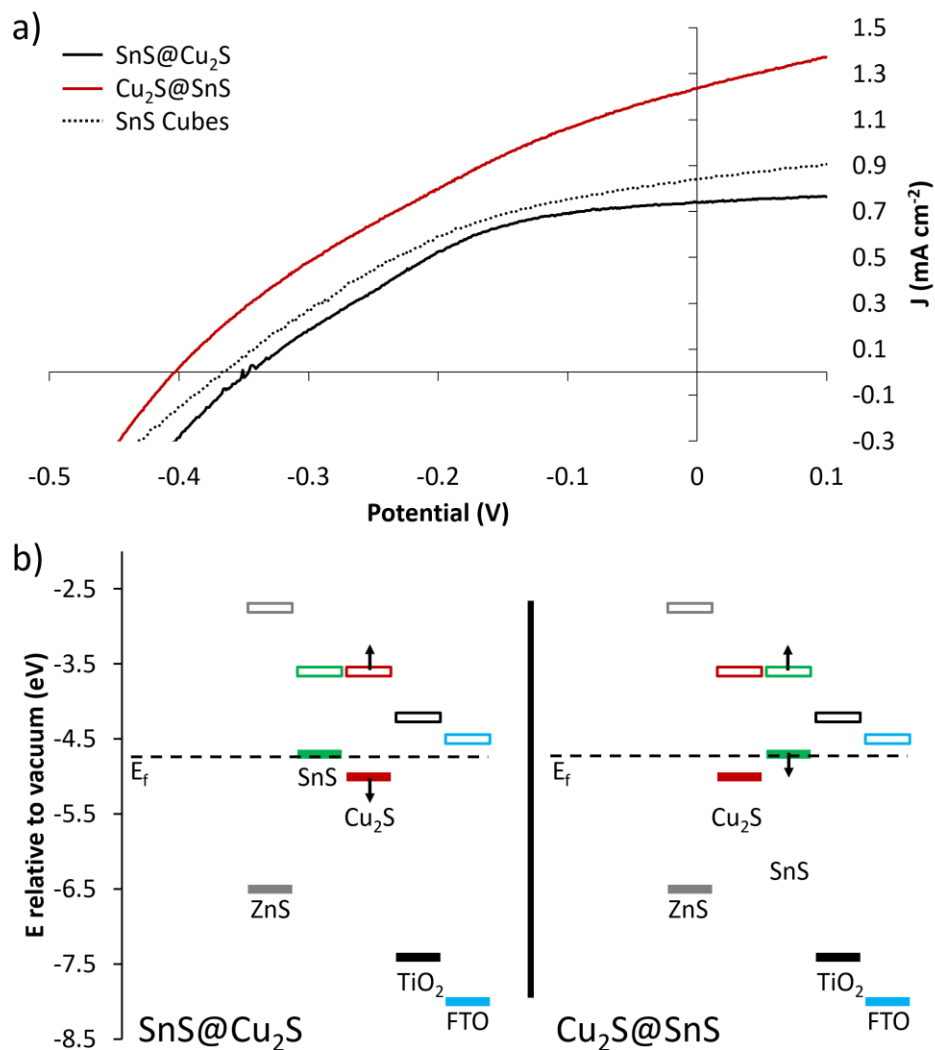 a)
SnS@Cu₂S
Cu₂S@SnS
SnS Cubes
1.5
1.3
1.1
0.9
0.7
0.5
0.3
0.1
-0.1
-0.3
J (mA cm⁻²)
-0.5 -0.4 -0.3 -0.2 -0.1 0 0.1
Potential (V)
b)
E relative to vacuum (eV)
-2.5
-3.5
-4.5
-5.5
-6.5
-7.5
-8.5
E_f
SnS
Cu₂S
ZnS
TiO₂
FTO
SnS@Cu₂S
E_f
Cu₂S
SnS
ZnS
TiO₂
FTO
Cu₂S@SnS